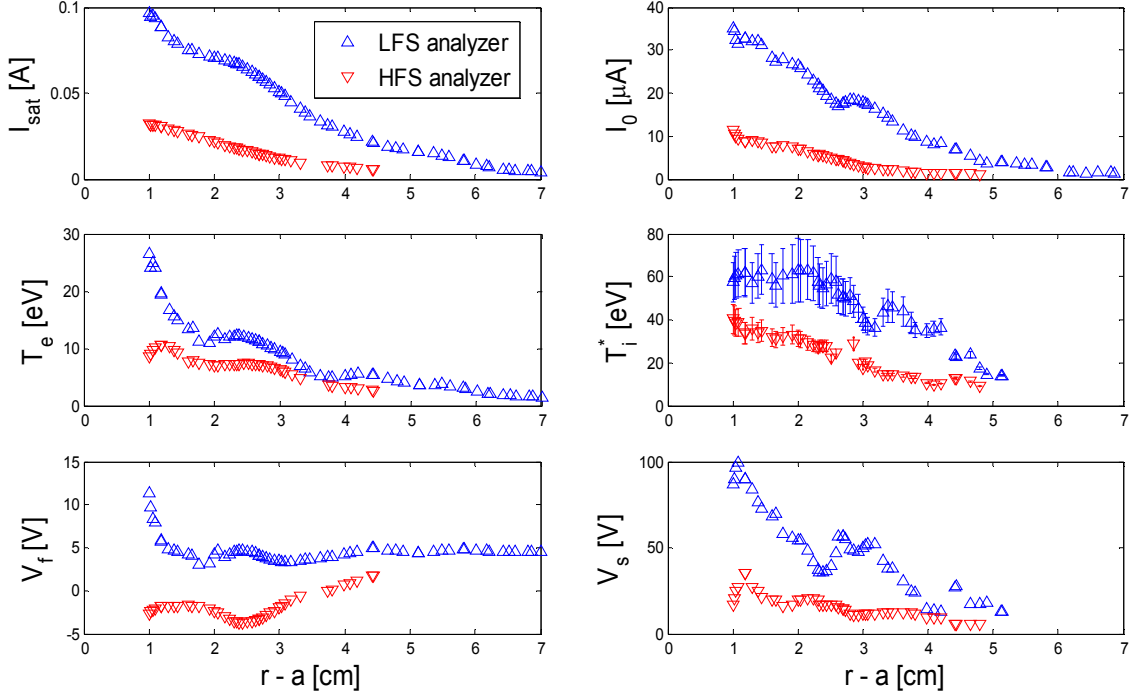 0.1
0.05
0
I_sat [A]
LFS analyzer
HFS analyzer
0 1 2 3 4 5 6 7
40
30
20
10
0
I_0 [μA]
0 1 2 3 4 5 6 7
30
20
10
0
T_e [eV]
0 1 2 3 4 5 6 7
80
60
40
20
0
T_i^* [eV]
0 1 2 3 4 5 6 7
15
10
5
0
-5
V_f [V]
0 1 2 3 4 5 6 7
r - a [cm]
100
50
0
V_s [V]
0 1 2 3 4 5 6 7
r - a [cm]